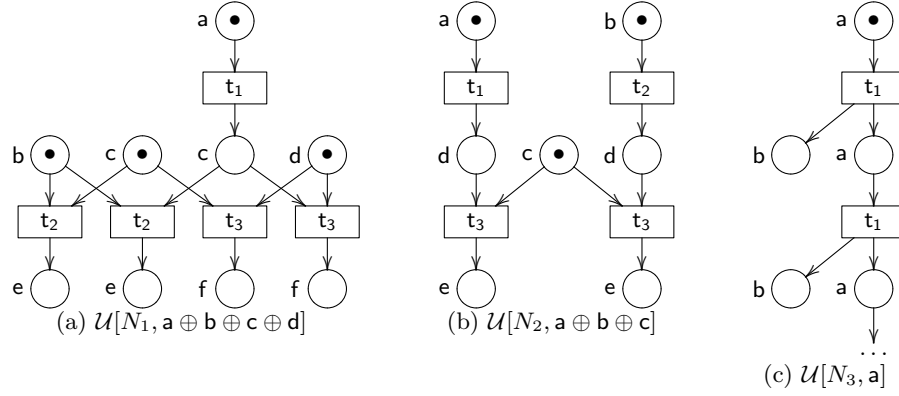 a a b a
t₁ t₁ t₂ t₁
b c c d d c d b a
t₂ t₂ t₃ t₃ t₃ t₃ t₁
e e f f e e b a
(a) 𝒰[N₁, a ⊕ b ⊕ c ⊕ d] (b) 𝒰[N₂, a ⊕ b ⊕ c] ...
(c) 𝒰[N₃, a]